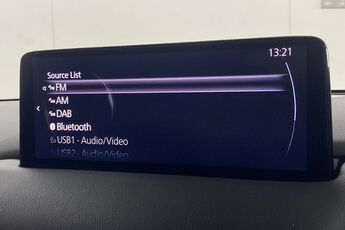 13:21
Source List
FM
AM
DAB
Bluetooth
USB1 - Audio/Video
USB2 - Audio/Video